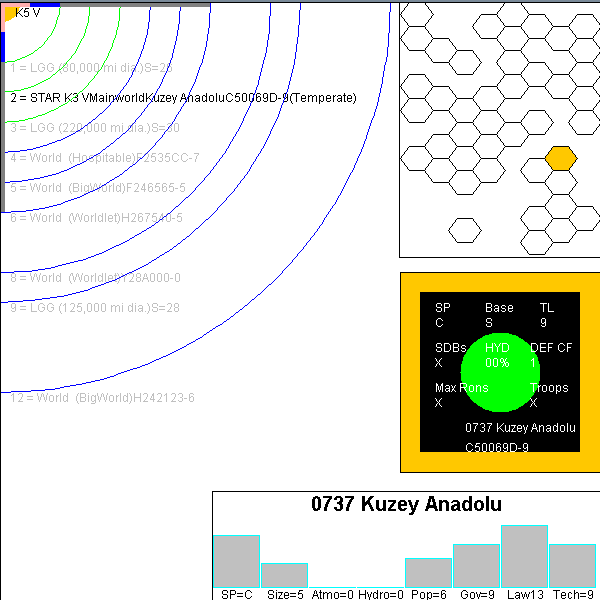 K5 V
1 = LGG (80,000 mi dia.)S=23
2 = STAR K3 VMainworldKuzey AnadoluC50069D-9(Temperate)
3 = LGG (220,000 mi dia.)S=30
4 = World (Hospitable)F2535CC-7
5 = World (BigWorld)F246565-5
6 = World (Worldlet)H267540-5
8 = World (Worldlet)Y28A000-0
9 = LGG (125,000 mi dia.)S=28
12 = World (BigWorld)H242123-6
SP Base TL
C S 9
SDBs HYD DEF CF
X 00% 1
Max Rons Troops
X X
0737 Kuzey Anadolu
C50069D-9
0737 Kuzey Anadolu
SP=C Size=5 Atmo=0 Hydro=0 Pop=6 Gov=9 Law13 Tech=9